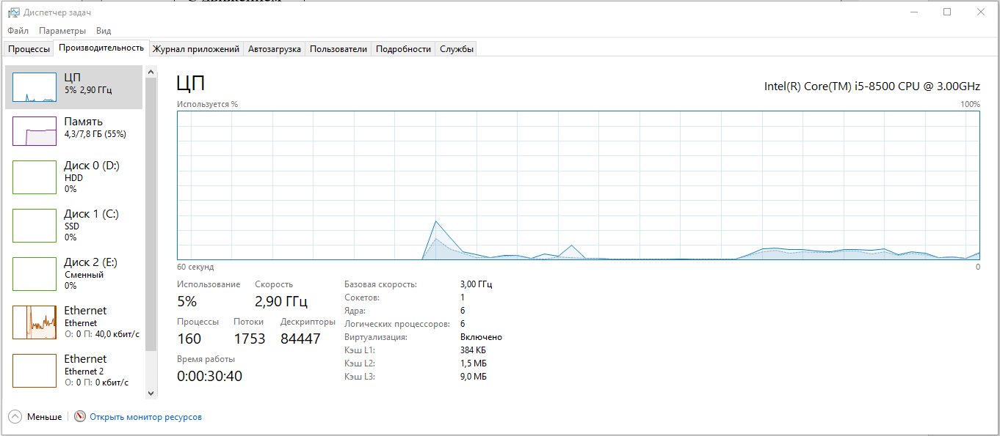 Диспетчер задач
Файл Параметры Вид
Процессы Производительность Журнал приложений Автозагрузка Пользователи Подробности Службы
ЦП
5% 2,90 ГГц
Память
4,3/7,8 ГБ (55%)
Диск 0 (D:)
HDD
0%
Диск 1 (C:)
SSD
0%
Диск 2 (E:)
Сменный
0%
Ethernet
Ethernet
О: 0 П: 40,0 кбит/с
Ethernet
Ethernet 2
О: 0 П: 0 кбит/с
ЦП
Intel(R) Core(TM) i5-8500 CPU @ 3.00GHz
Используется % 100%
60 секунд 0
Использование Скорость
5% 2,90 ГГц
Процессы Потоки Дескрипторы
160 1753 84447
Время работы
0:00:30:40
Базовая скорость: 3,00 ГГц
Сокетов: 1
Ядра: 6
Логических процессоров: 6
Виртуализация: Включено
Кэш L1: 384 КБ
Кэш L2: 1,5 МБ
Кэш L3: 9,0 МБ
Меньше Открыть монитор ресурсов